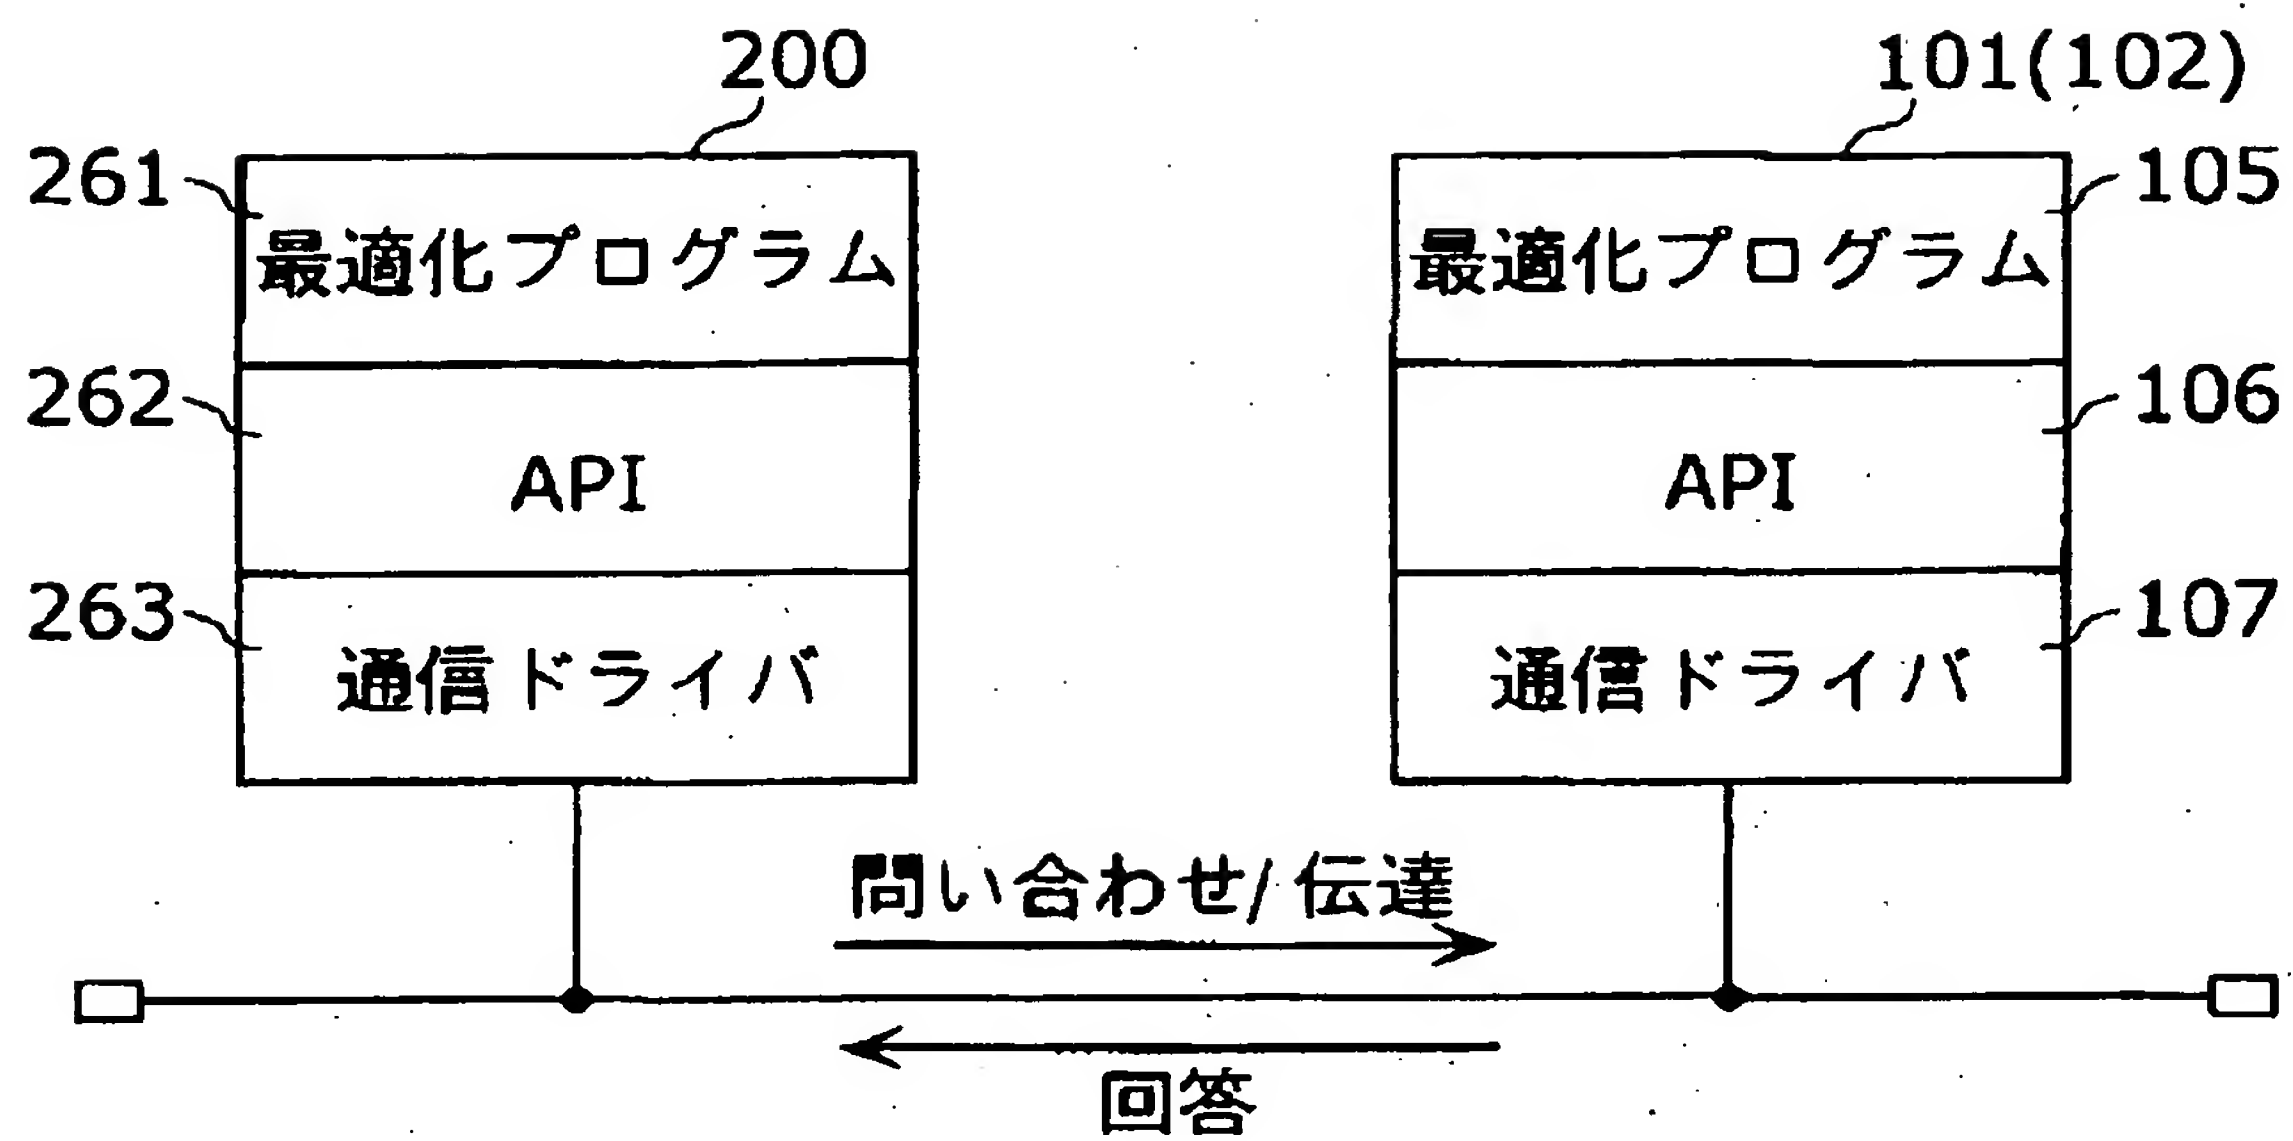 200
101(102)
261
最適化プログラム
最適化プログラム
105
262
API
API
106
263
通信ドライバ
通信ドライバ
107
問い合わせ/伝達
回答